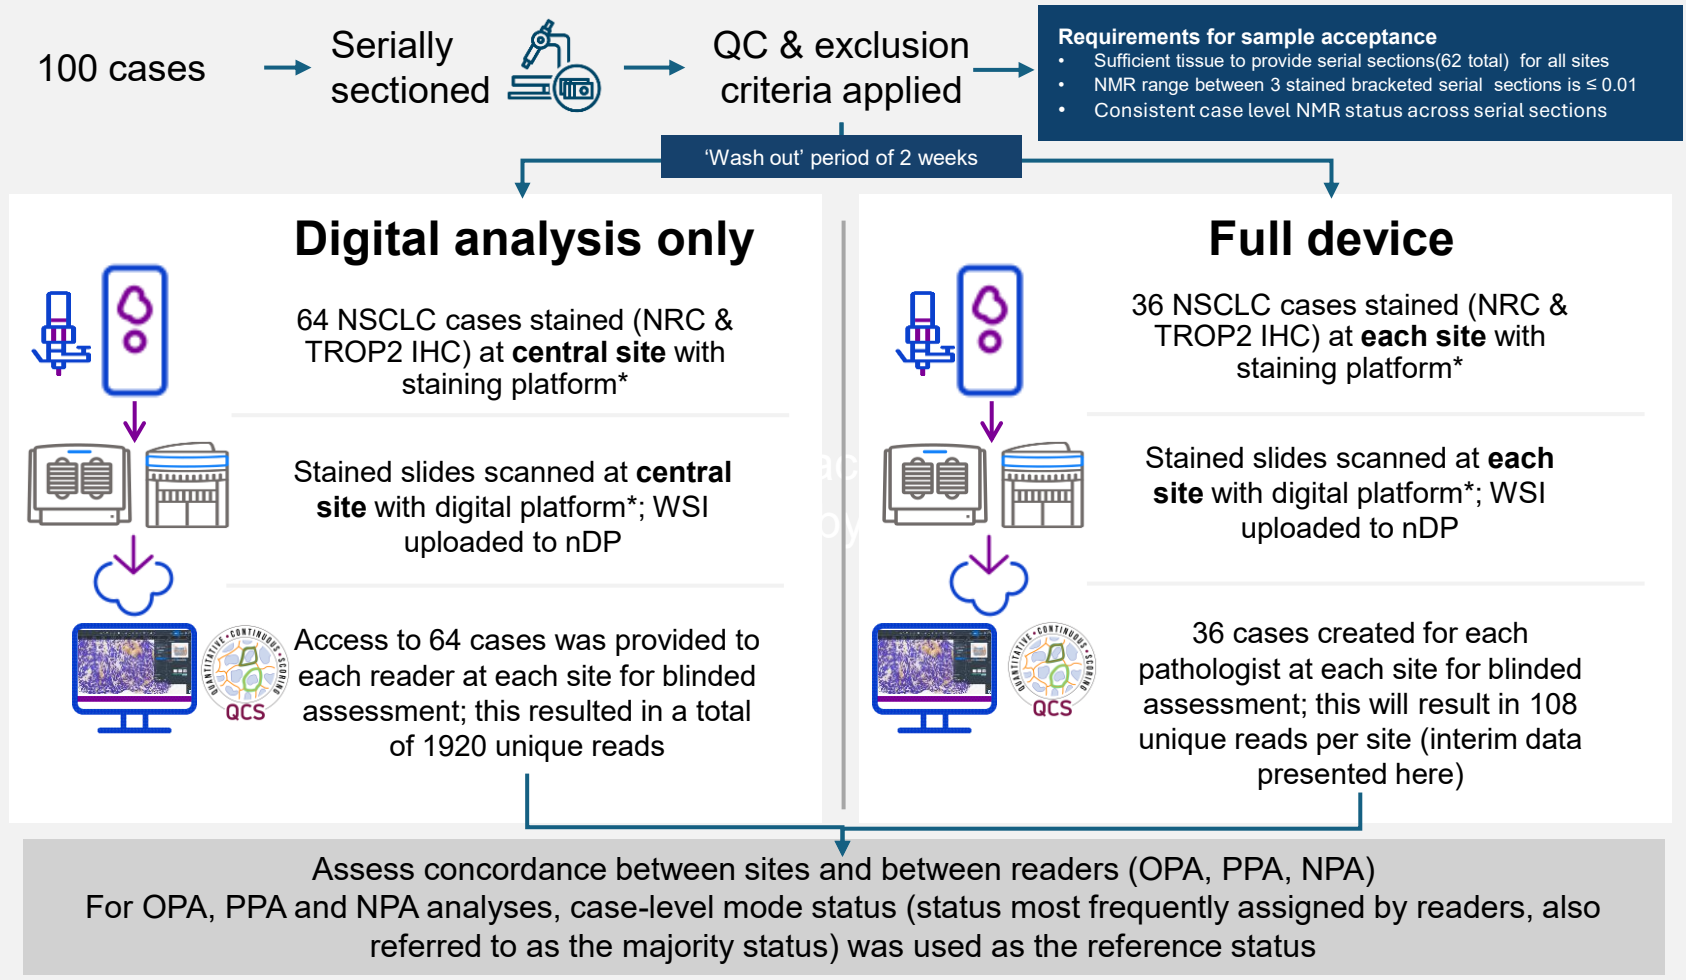 100 cases
Serially
sectioned
QC & exclusion
criteria applied
Requirements for sample acceptance
• Sufficient tissue to provide serial sections(62 total) for all sites
• NMR range between 3 stained bracketed serial sections is ≤ 0.01
• Consistent case level NMR status across serial sections
‘Wash out’ period of 2 weeks
Digital analysis only
64 NSCLC cases stained (NRC &
TROP2 IHC) at central site with
staining platform*
Stained slides scanned at central
site with digital platform*; WSI
uploaded to nDP
QUANTITATIVE • CONTINUOUS • SCORING
QCS
Access to 64 cases was provided to
each reader at each site for blinded
assessment; this resulted in a total
of 1920 unique reads
Full device
36 NSCLC cases stained (NRC &
TROP2 IHC) at each site with
staining platform*
Stained slides scanned at each
site with digital platform*; WSI
uploaded to nDP
QUANTITATIVE • CONTINUOUS • SCORING
QCS
36 cases created for each
pathologist at each site for blinded
assessment; this will result in 108
unique reads per site (interim data
presented here)
Assess concordance between sites and between readers (OPA, PPA, NPA)
For OPA, PPA and NPA analyses, case-level mode status (status most frequently assigned by readers, also
referred to as the majority status) was used as the reference status